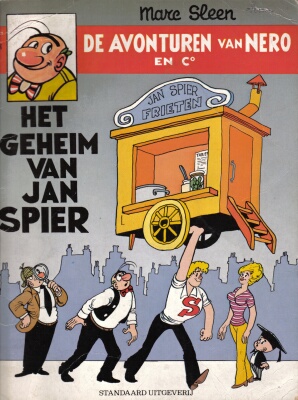 Marc Sleen
DE AVONTUREN VAN NERO
EN C°
JAN SPIER
FRIETEN
HET
GEHEIM
VAN
JAN
SPIER
S
STANDAARD UITGEVERIJ